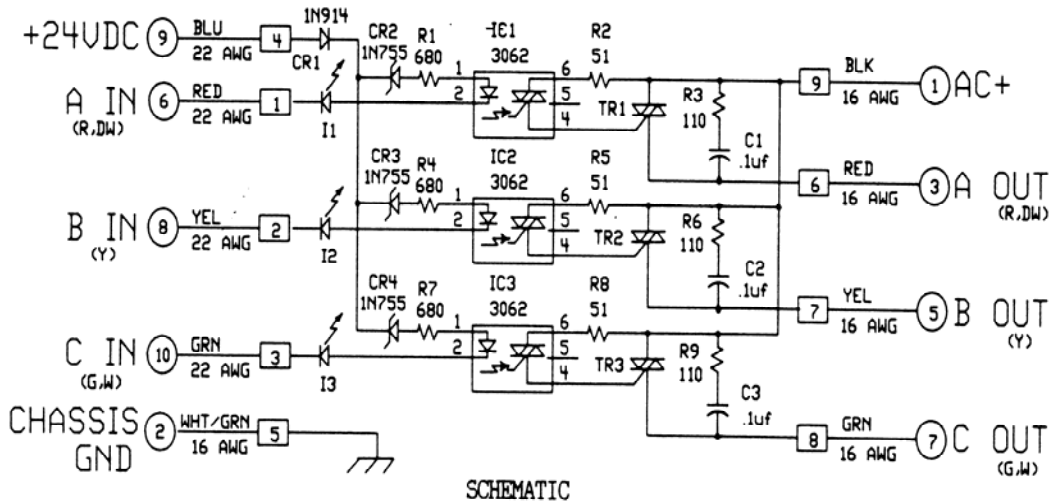 +24VDC 9 BLU 22 AWG 4 1N914 CR1
A IN (R,DW) 6 RED 22 AWG 1 I1
CR2 1N755 R1 680
IC1 3062 1 2 6 5 4
R2 51
TR1
R3 110
C1 .1uf
9 BLK 16 AWG 1 AC+
6 RED 16 AWG 3 A OUT (R,DW)
B IN (Y) 8 YEL 22 AWG 2 I2
CR3 1N755 R4 680
IC2 3062 1 2 6 5 4
R5 51
TR2
R6 110
C2 .1uf
7 YEL 16 AWG 5 B OUT (Y)
C IN (G,W) 10 GRN 22 AWG 3 I3
CR4 1N755 R7 680
IC3 3062 1 2 6 5 4
R8 51
TR3
R9 110
C3 .1uf
8 GRN 16 AWG 7 C OUT (G,W)
CHASSIS GND 2 WHT/GRN 16 AWG 5
SCHEMATIC